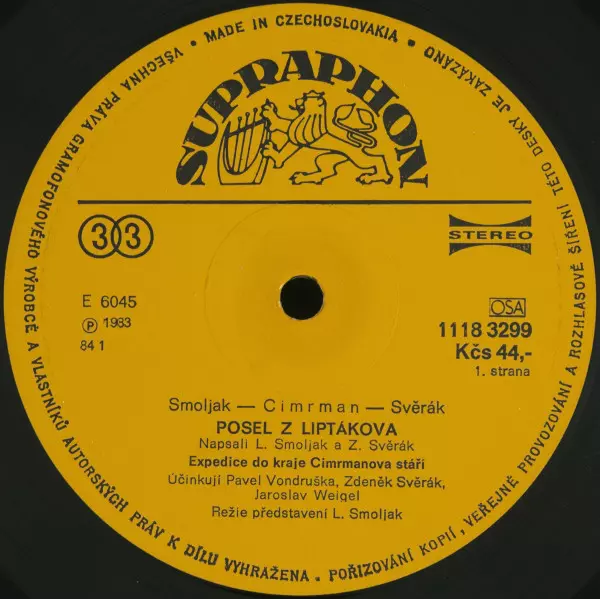 VŠECHNA PRÁVA GRAMOFONOVÉHO VÝROBCE A VLASTNÍKŮ AUTORSKÝCH PRÁV K DÍLU VYHRAŽENA • POŘIZOVÁNÍ KOPIÍ, VEŘEJNÉ PROVOZOVÁNÍ A ROZHLASOVÉ ŠÍŘENÍ TÉTO DESKY JE ZAKÁZÁNO • MADE IN CZECHOSLOVAKIA •
SUPRAPHON
33
STEREO
E 6045
Ⓟ 1983
84 1
OSA
1118 3299
Kčs 44,-
1. strana
Smoljak — Cimrman — Svěrák
POSEL Z LIPTÁKOVA
Napsali L. Smoljak a Z. Svěrák
Expedice do kraje Cimrmanova stáří
Účinkují Pavel Vondruška, Zdeněk Svěrák,
Jaroslav Weigel
Režie představení L. Smoljak